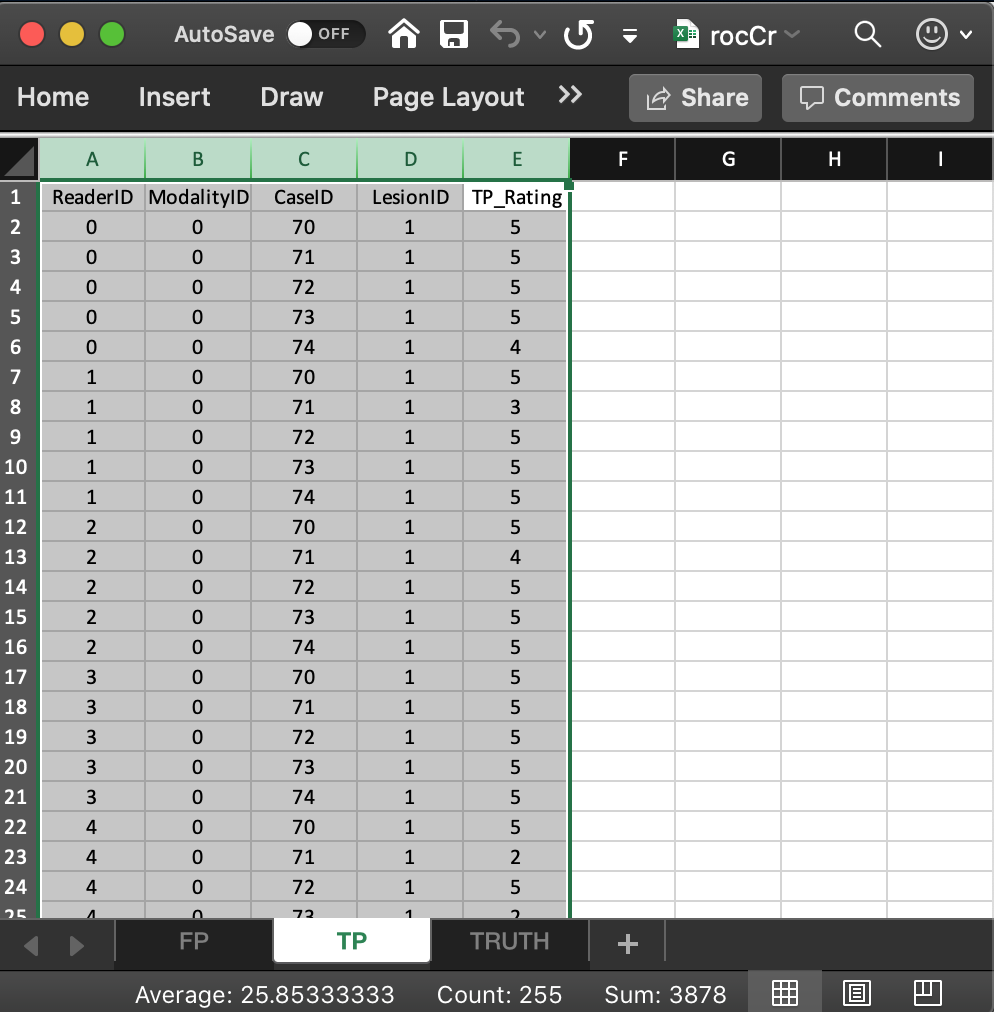 AutoSave OFF rocCr
Home Insert Draw Page Layout >> Share Comments
A B C D E F G H I
1 ReaderID ModalityID CaseID LesionID TP_Rating
2 0 0 70 1 5
3 0 0 71 1 5
4 0 0 72 1 5
5 0 0 73 1 5
6 0 0 74 1 4
7 1 0 70 1 5
8 1 0 71 1 3
9 1 0 72 1 5
10 1 0 73 1 5
11 1 0 74 1 5
12 2 0 70 1 5
13 2 0 71 1 4
14 2 0 72 1 5
15 2 0 73 1 5
16 2 0 74 1 5
17 3 0 70 1 5
18 3 0 71 1 5
19 3 0 72 1 5
20 3 0 73 1 5
21 3 0 74 1 5
22 4 0 70 1 5
23 4 0 71 1 2
24 4 0 72 1 5
25 4 0 73 1 2
FP TP TRUTH +
Average: 25.85333333 Count: 255 Sum: 3878